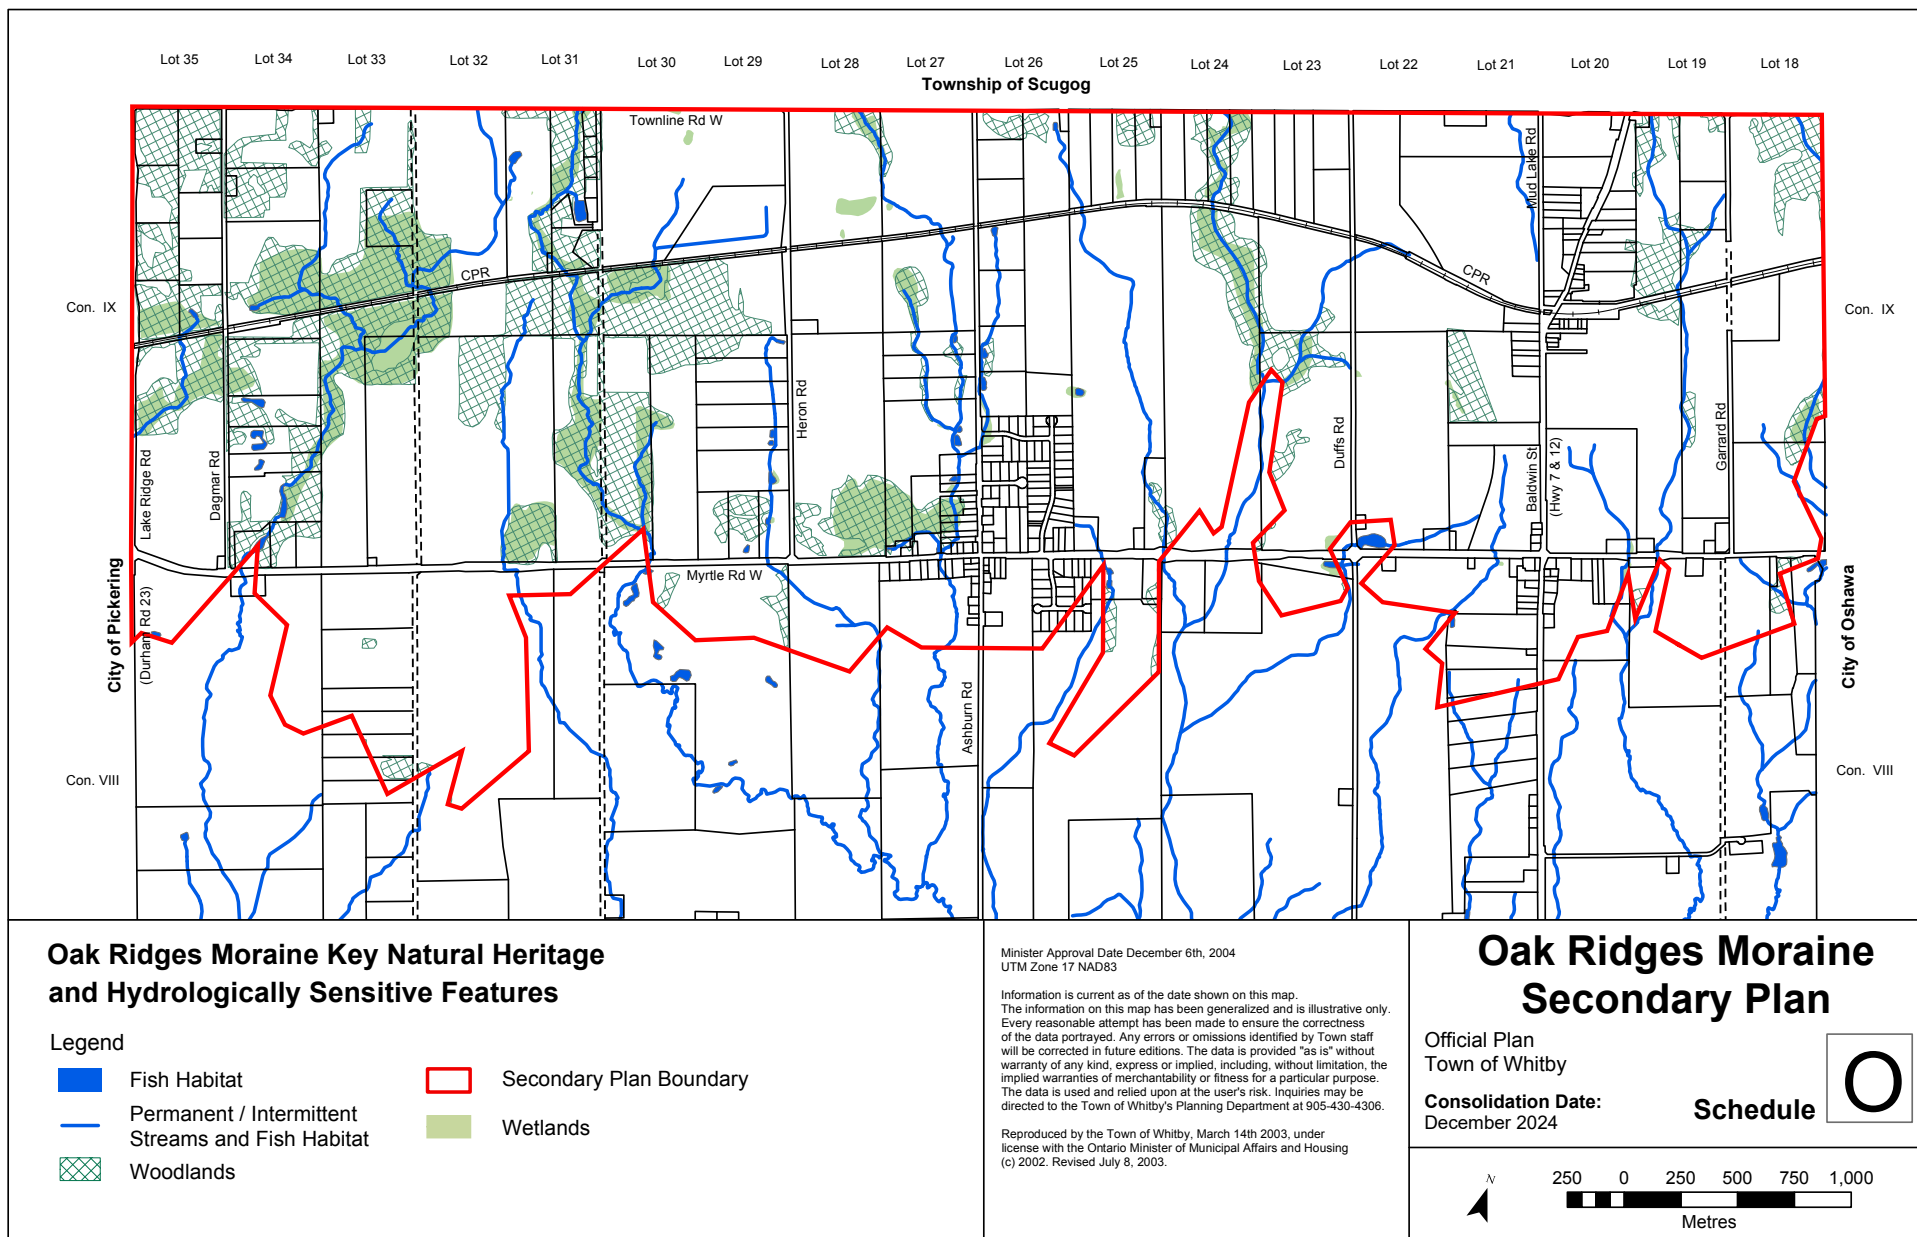 Lot 35
Lot 34
Lot 33
Lot 32
Lot 31
Lot 30
Lot 29
Lot 28
Lot 27
Lot 26
Lot 25
Lot 24
Lot 23
Lot 22
Lot 21
Lot 20
Lot 19
Lot 18
Township of Scugog
Townline Rd W
Mud Lake Rd
CPR
CPR
Con. IX
Con. IX
Lake Ridge Rd
Dagmar Rd
Heron Rd
Duffs Rd
Baldwin St
(Hwy 7 & 12)
Garrard Rd
Myrtle Rd W
City of Pickering
(Durham Rd 23)
Ashburn Rd
City of Oshawa
Con. VIII
Con. VIII
Oak Ridges Moraine Key Natural Heritage
and Hydrologically Sensitive Features
Legend
Fish Habitat
Permanent / Intermittent
Streams and Fish Habitat
Woodlands
Secondary Plan Boundary
Wetlands
Minister Approval Date December 6th, 2004
UTM Zone 17 NAD83
Information is current as of the date shown on this map.
The information on this map has been generalized and is illustrative only.
Every reasonable attempt has been made to ensure the correctness
of the data portrayed. Any errors or omissions identified by Town staff
will be corrected in future editions. The data is provided "as is" without
warranty of any kind, express or implied, including, without limitation, the
implied warranties of merchantability or fitness for a particular purpose.
The data is used and relied upon at the user's risk. Inquiries may be
directed to the Town of Whitby's Planning Department at 905-430-4306.
Reproduced by the Town of Whitby, March 14th 2003, under
license with the Ontario Minister of Municipal Affairs and Housing
(c) 2002. Revised July 8, 2003.
Oak Ridges Moraine
Secondary Plan
Official Plan
Town of Whitby
Consolidation Date:
December 2024
Schedule
O
N
250 0 250 500 750 1,000
Metres